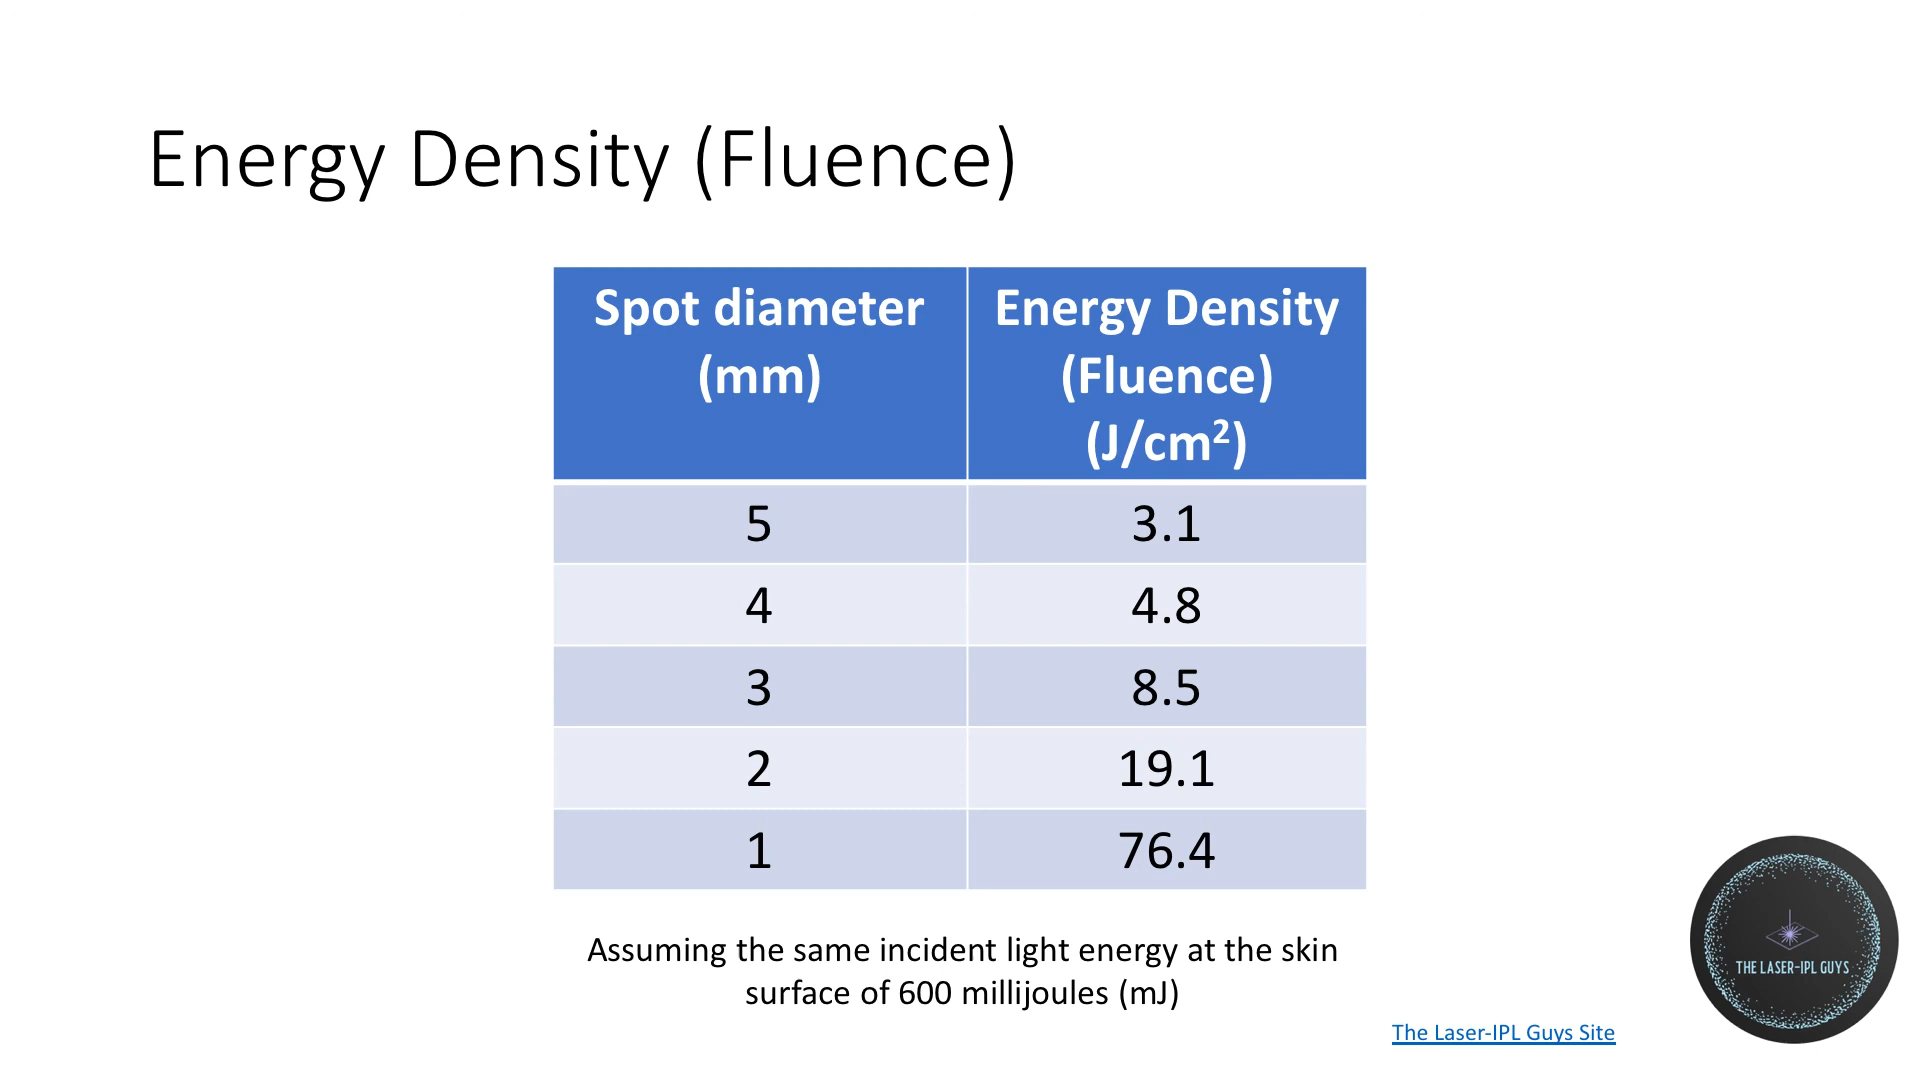 Energy Density (Fluence)
Spot diameter
(mm)
Energy Density
(Fluence)
(J/cm²)
5
3.1
4
4.8
3
8.5
2
19.1
1
76.4
Assuming the same incident light energy at the skin
surface of 600 millijoules (mJ)
The Laser-IPL Guys Site
THE LASER-IPL GUYS